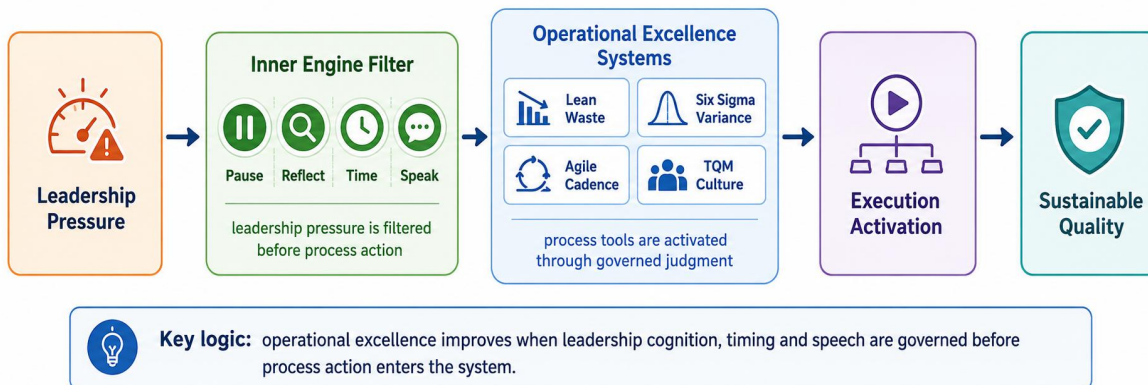 Leadership
Pressure
Inner Engine Filter
Pause
Reflect
Time
Speak
leadership pressure is filtered
before process action
Operational Excellence
Systems
Lean
Waste
Six Sigma
Variance
Agile
Cadence
TQM
Culture
process tools are activated
through governed judgment
Execution
Activation
Sustainable
Quality
Key logic: operational excellence improves when leadership cognition, timing and speech are governed before
process action enters the system.